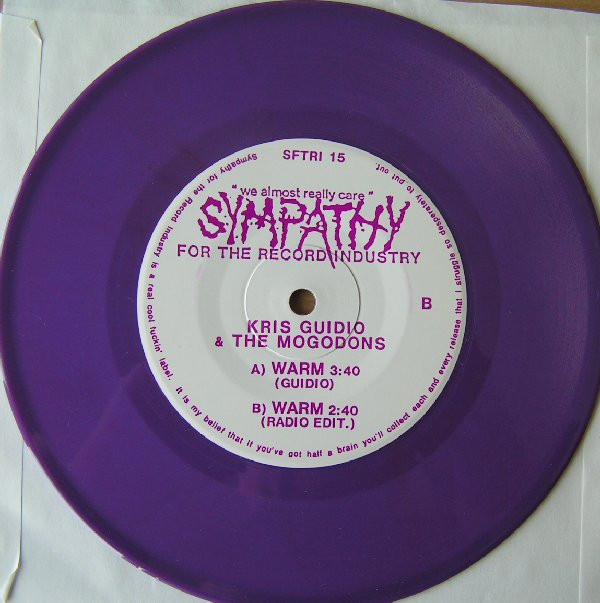 SFTRI 15
"we almost really care"
SYMPATHY
FOR THE RECORD INDUSTRY
B
KRIS GUIDIO
& THE MOGODONS
A) WARM 3:40
(GUIDIO)
B) WARM 2:40
(RADIO EDIT.)
Sympathy for the Record Industry is a real cool fuckin' label. It is my belief that if you've got half a brain you'll collect each and every release that I struggle so desperately to put out.